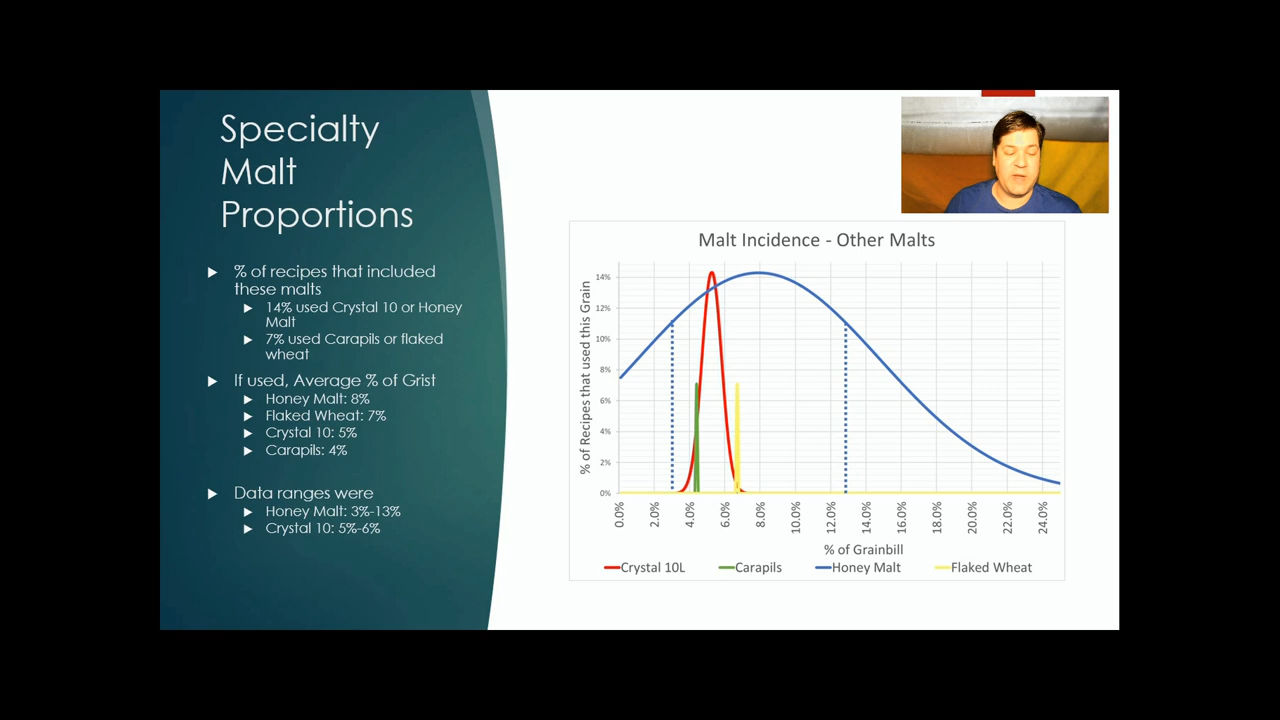 Specialty
Malt
Proportions
% of recipes that included
these malts
14% used Crystal 10 or Honey
Malt
7% used Carapils or flaked
wheat
If used, Average % of Grist
Honey Malt: 8%
Flaked Wheat: 7%
Crystal 10: 5%
Carapils: 4%
Data ranges were
Honey Malt: 3%-13%
Crystal 10: 5%-6%
Malt Incidence - Other Malts
% of Recipes that used this Grain
14%
12%
10%
8%
6%
4%
2%
0%
0.0%
2.0%
4.0%
6.0%
8.0%
10.0%
12.0%
14.0%
16.0%
18.0%
20.0%
22.0%
24.0%
% of Grainbill
Crystal 10L
Carapils
Honey Malt
Flaked Wheat